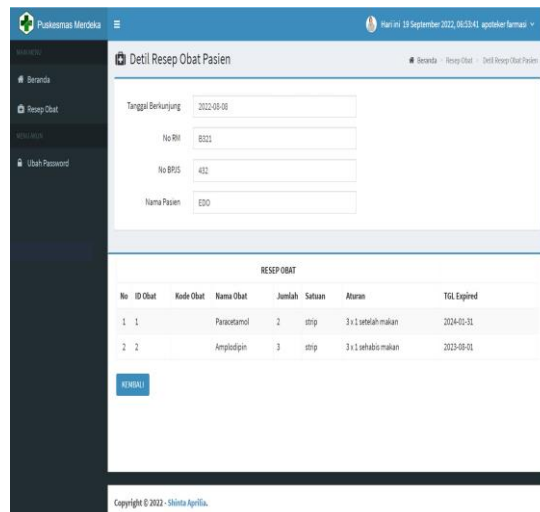 Puskesmas Merdeka
Hari ini 19 September 2022, 06:53:41 apoteker farmasi
MAIN MENU
Beranda
Resep Obat
Ubah Password
Detil Resep Obat Pasien
Beranda > Resep Obat > Detil Resep Obat Pasien
Tanggal Berkunjung 2022-08-08
No RM B321
No BPJS 432
Nama Pasien EDO
RESEP OBAT
No ID Obat Kode Obat Nama Obat Jumlah Satuan Aturan TGL Expired
1 1 Paracetamol 2 strip 3 x 1 setelah makan 2024-01-31
2 2 Amplodipin 3 strip 3 x 1 sehabis makan 2023-08-01
KEMBALI
Copyright © 2022 - Shinta Aprilia.